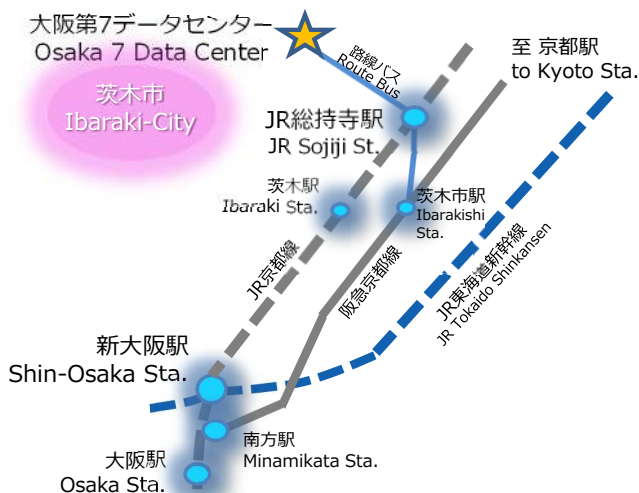 大阪第7データセンター
Osaka 7 Data Center
茨木市
Ibaraki-City
路線バス
Route Bus
至 京都駅
to Kyoto Sta.
JR総持寺駅
JR Sojiji St.
茨木駅
Ibaraki Sta.
茨木市駅
Ibarakishi
Sta.
JR京都線
阪急京都線
JR東海道新幹線
JR Tokaido Shinkansen
新大阪駅
Shin-Osaka Sta.
南方駅
Minamikata Sta.
大阪駅
Osaka Sta.